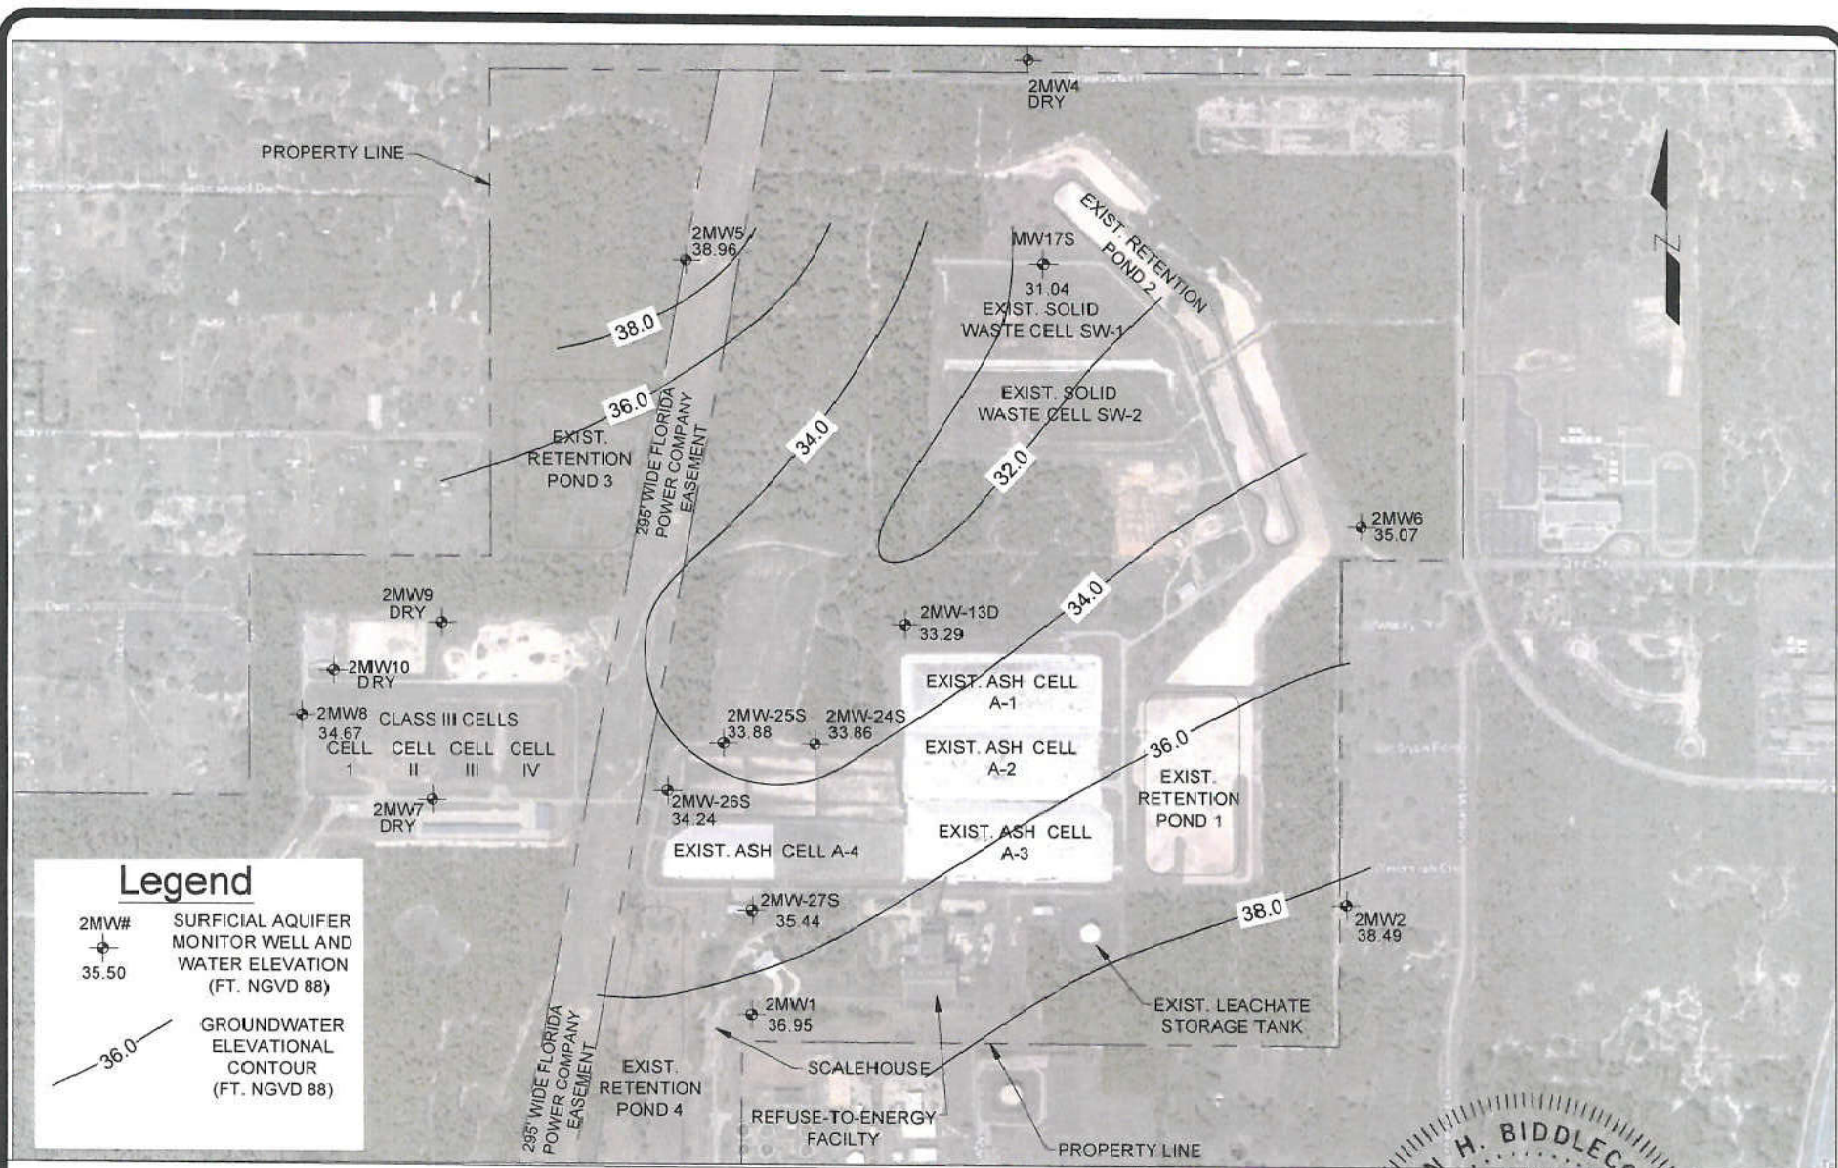 2MW4
DRY
PROPERTY LINE
2MW5
38.96
MW17S
31.04
EXIST. RETENTION
POND 2
EXIST. SOLID
WASTE CELL SW-1
EXIST. SOLID
WASTE CELL SW-2
38.0
36.0
34.0
32.0
EXIST.
RETENTION
POND 3
295' WIDE FLORIDA
POWER COMPANY
EASEMENT
2MW6
35.07
34.0
2MW9
DRY
2MW-13D
33.29
2MW10
DRY
2MW8
34.67
CLASS III CELLS
CELL
1
CELL
II
CELL
III
CELL
IV
2MW7
DRY
2MW-25S
33.88
2MW-24S
33.86
EXIST. ASH CELL
A-1
EXIST. ASH CELL
A-2
EXIST. ASH CELL
A-3
36.0
EXIST.
RETENTION
POND 1
2MW-26S
34.24
EXIST. ASH CELL A-4
2MW-27S
35.44
38.0
2MW2
38.49
2MW1
36.95
EXIST. LEACHATE
STORAGE TANK
SCALEHOUSE
295' WIDE FLORIDA
POWER COMPANY
EASEMENT
EXIST.
RETENTION
POND 4
REFUSE-TO-ENERGY
FACILTY
PROPERTY LINE
Legend
2MW#
35.50
SURFICIAL AQUIFER
MONITOR WELL AND
WATER ELEVATION
(FT. NGVD 88)
36.0
GROUNDWATER
ELEVATIONAL
CONTOUR
(FT. NGVD 88)
N
H. BIDDLECO